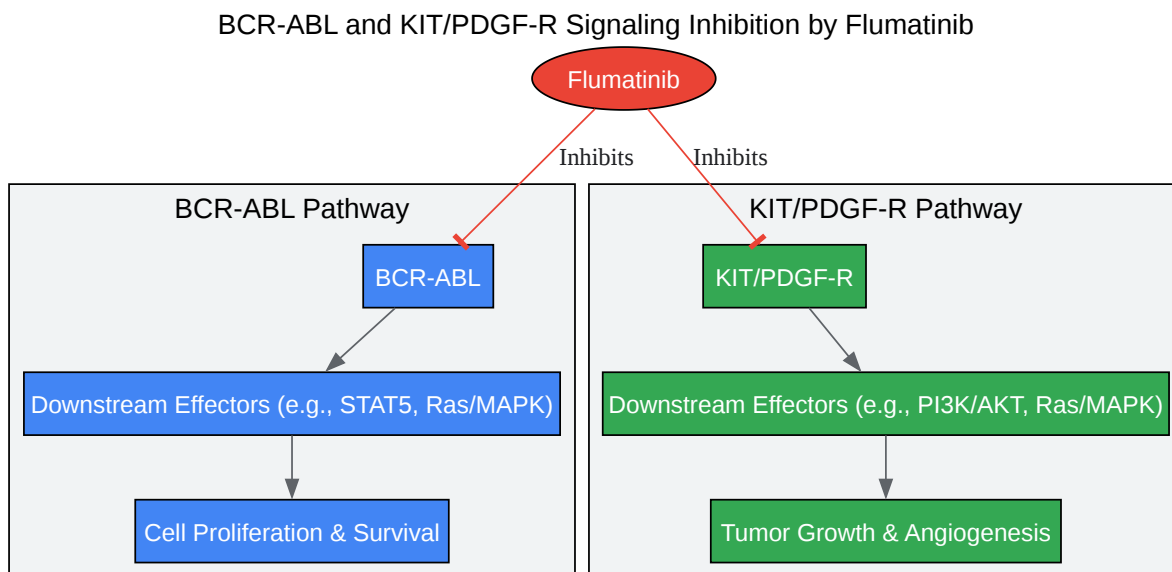 BCR-ABL and KIT/PDGF-R Signaling Inhibition by Flumatinib
Flumatinib
Inhibits
Inhibits
BCR-ABL Pathway
KIT/PDGF-R Pathway
BCR-ABL
KIT/PDGF-R
Downstream Effectors (e.g., STAT5, Ras/MAPK)
Downstream Effectors (e.g., PI3K/AKT, Ras/MAPK)
Cell Proliferation & Survival
Tumor Growth & Angiogenesis